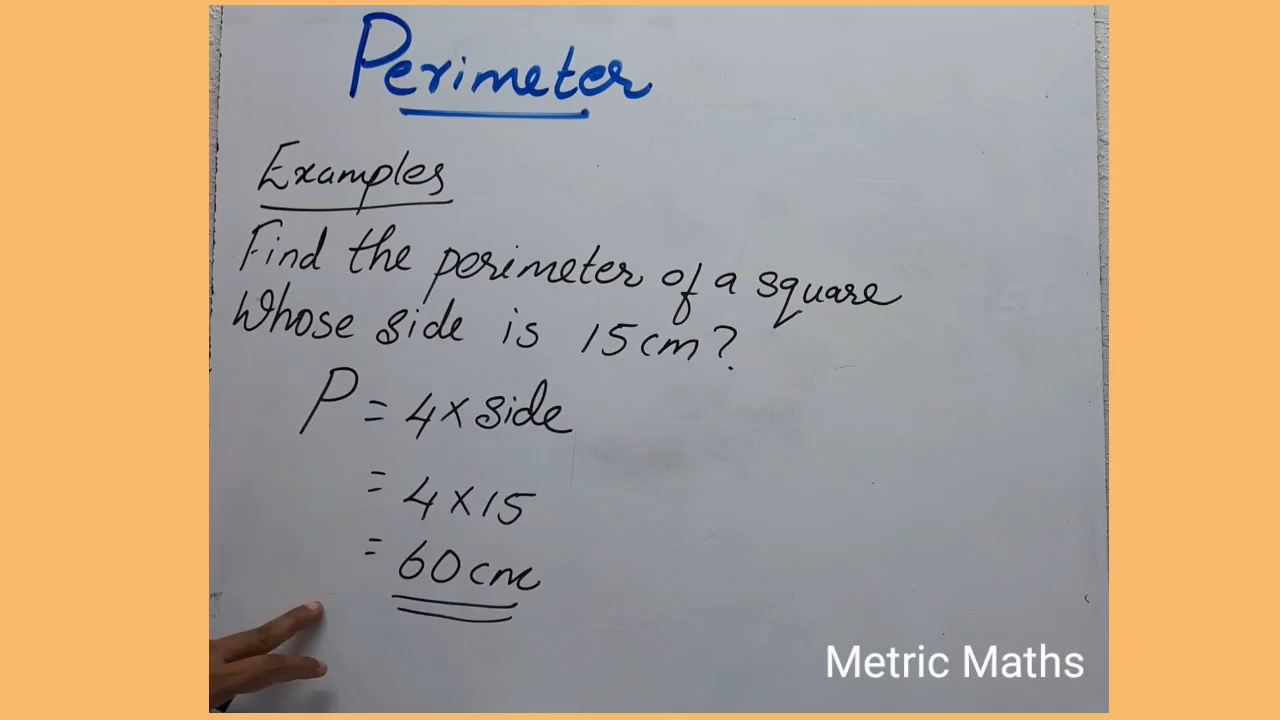 Perimeter
Examples
Find the perimeter of a square
Whose side is 15cm?
P = 4 x side
= 4 x 15
= 60cm
Metric Maths